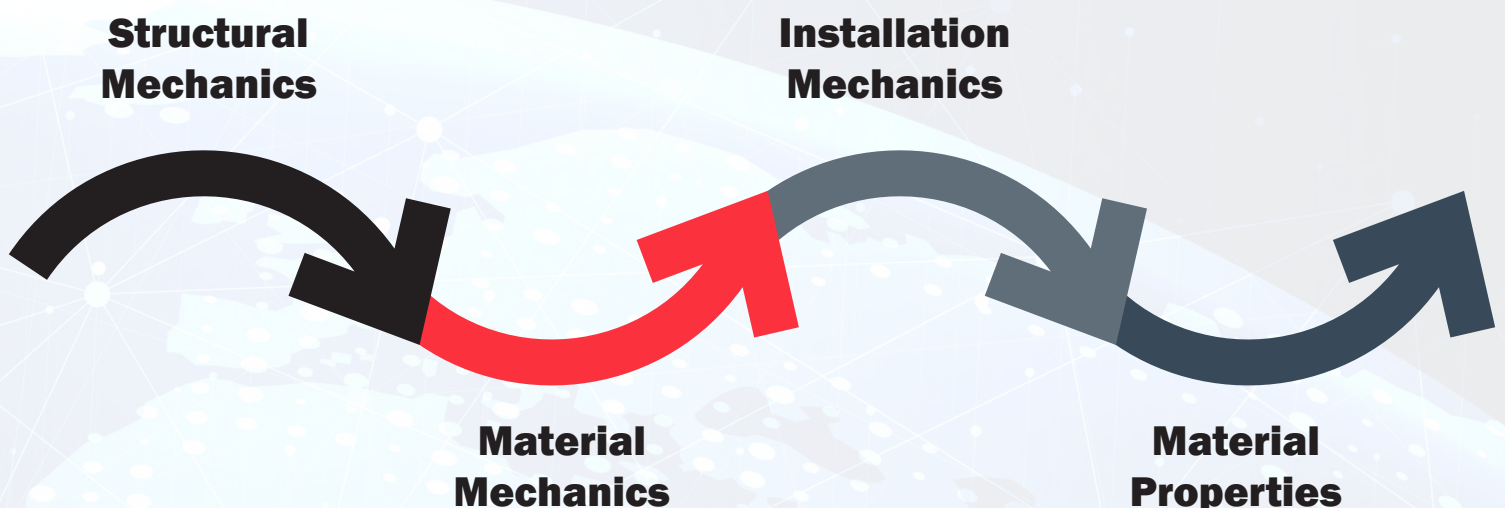 Structural
Mechanics
Material
Mechanics
Installation
Mechanics
Material
Properties